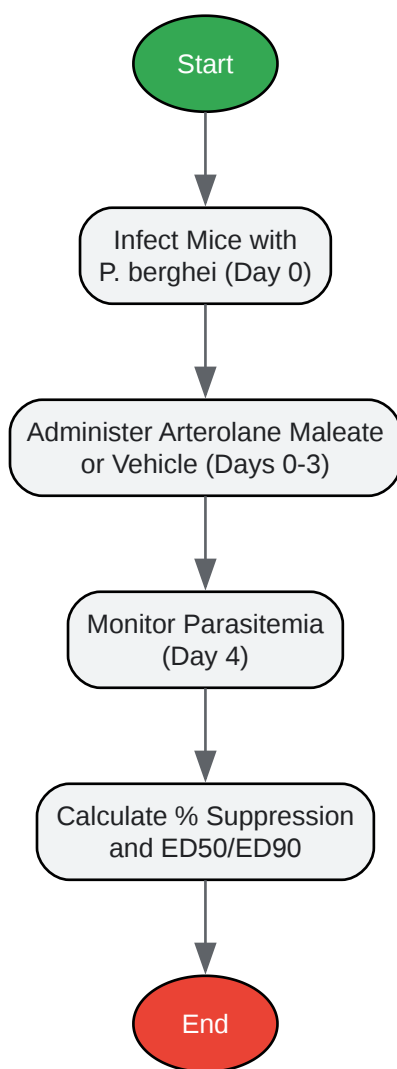 Start
Infect Mice with
P. berghei (Day 0)
Administer Arterolane Maleate
or Vehicle (Days 0-3)
Monitor Parasitemia
(Day 4)
Calculate % Suppression
and ED50/ED90
End